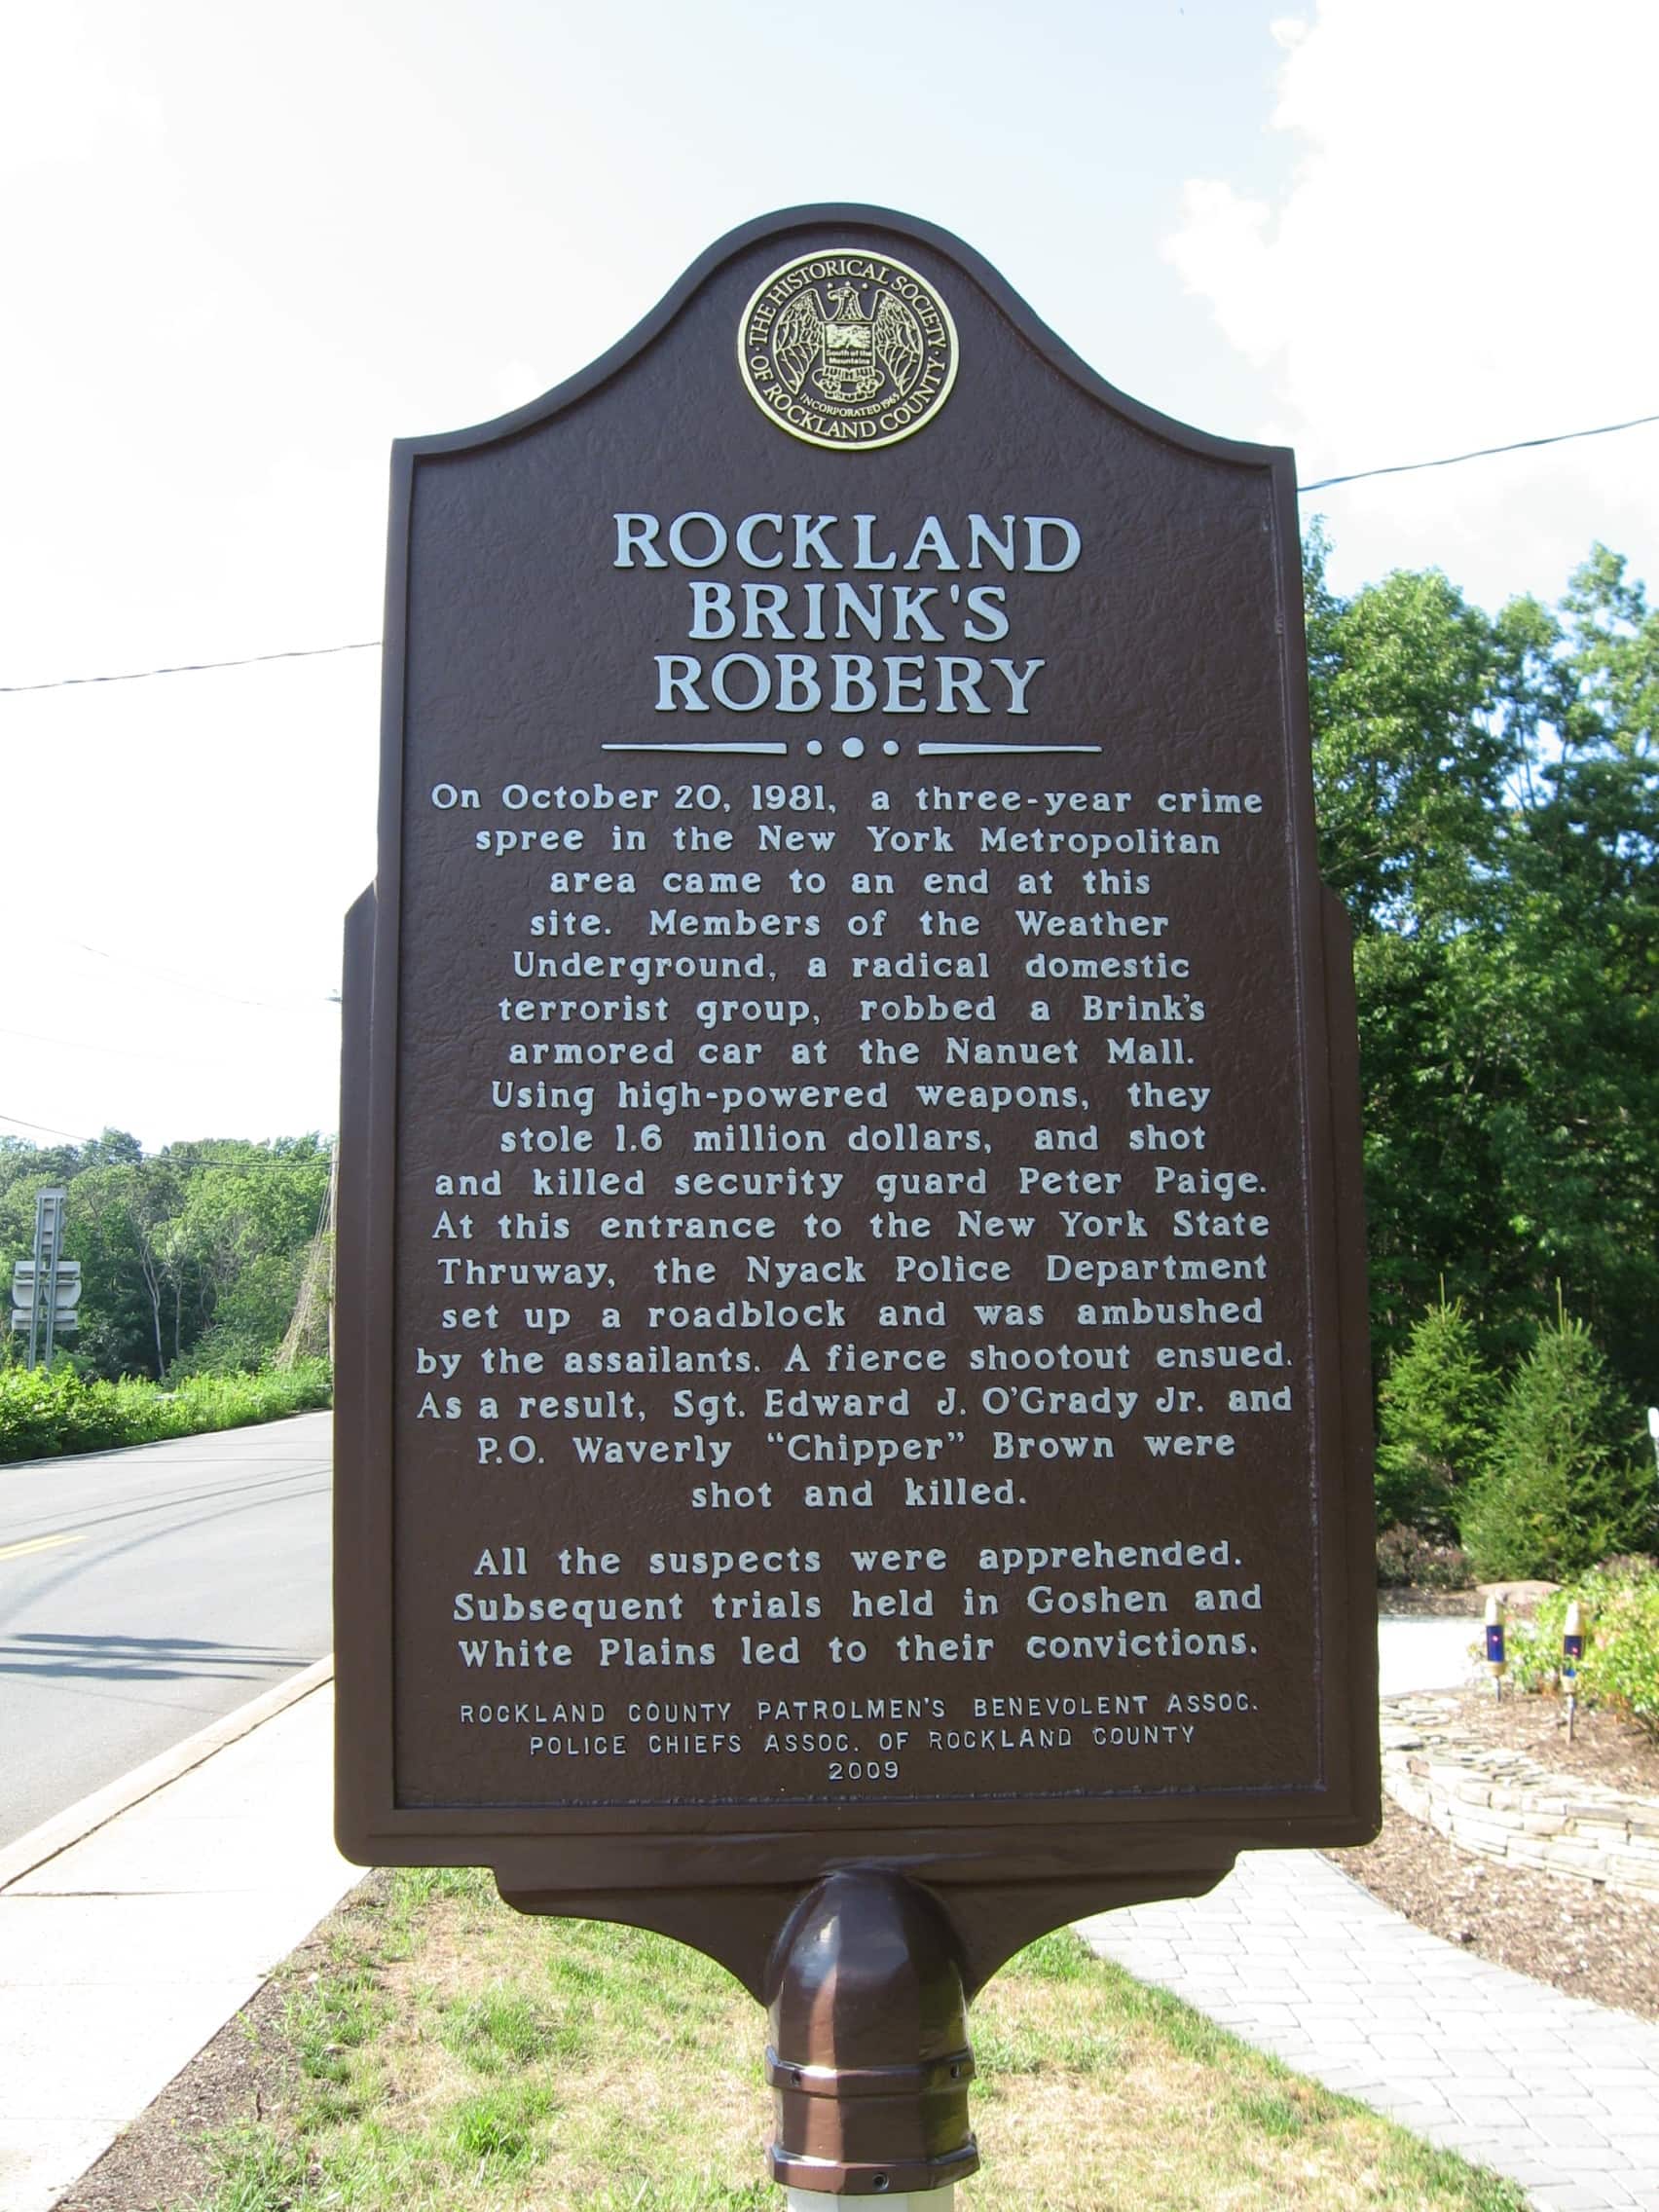 THE HISTORICAL SOCIETY
OF ROCKLAND COUNTY
South of the
Mountains
INCORPORATED 1965
ROCKLAND
BRINK'S
ROBBERY
On October 20, 1981, a three-year crime
spree in the New York Metropolitan
area came to an end at this
site. Members of the Weather
Underground, a radical domestic
terrorist group, robbed a Brink's
armored car at the Nanuet Mall.
Using high-powered weapons, they
stole 1.6 million dollars, and shot
and killed security guard Peter Paige.
At this entrance to the New York State
Thruway, the Nyack Police Department
set up a roadblock and was ambushed
by the assailants. A fierce shootout ensued.
As a result, Sgt. Edward J. O'Grady Jr. and
P.O. Waverly “Chipper” Brown were
shot and killed.
All the suspects were apprehended.
Subsequent trials held in Goshen and
White Plains led to their convictions.
ROCKLAND COUNTY PATROLMEN'S BENEVOLENT ASSOC.
POLICE CHIEFS ASSOC. OF ROCKLAND COUNTY
2009